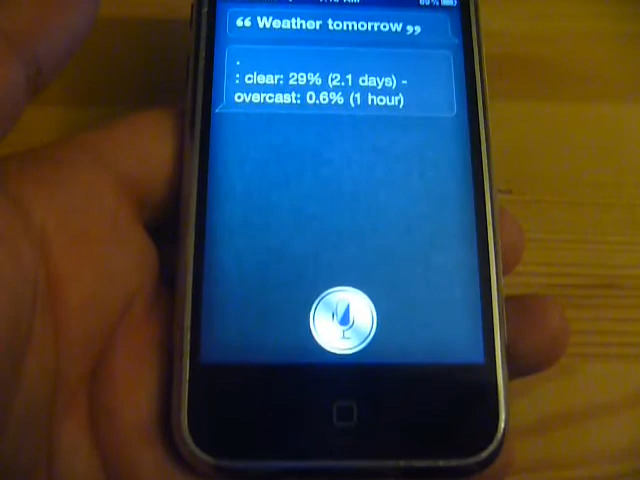 “ Weather tomorrow ”
.
: clear: 29% (2.1 days) -
overcast: 0.6% (1 hour)